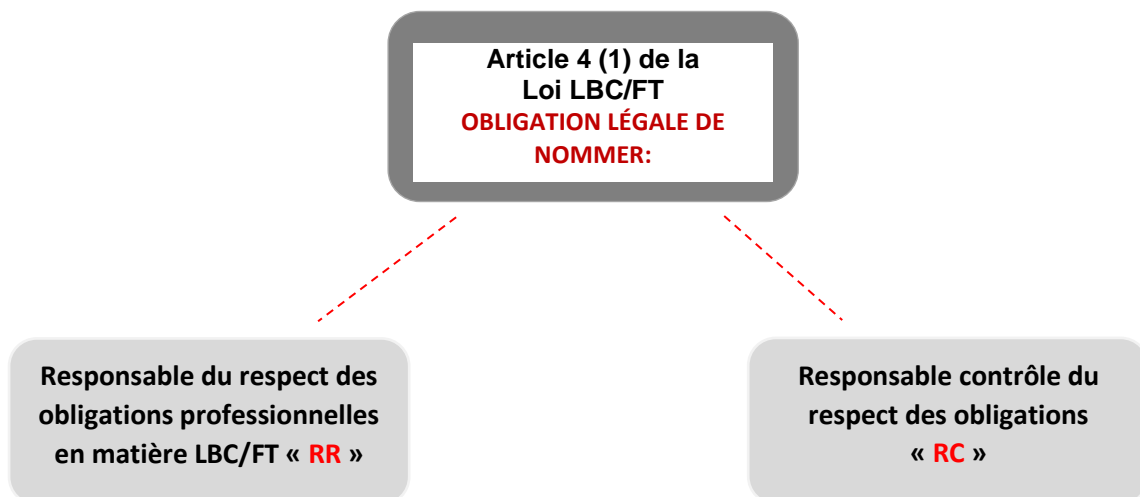 Article 4 (1) de la
Loi LBC/FT
OBLIGATION LÉGALE DE
NOMMER:
Responsable du respect des
obligations professionnelles
en matière LBC/FT « RR »
Responsable contrôle du
respect des obligations
« RC »